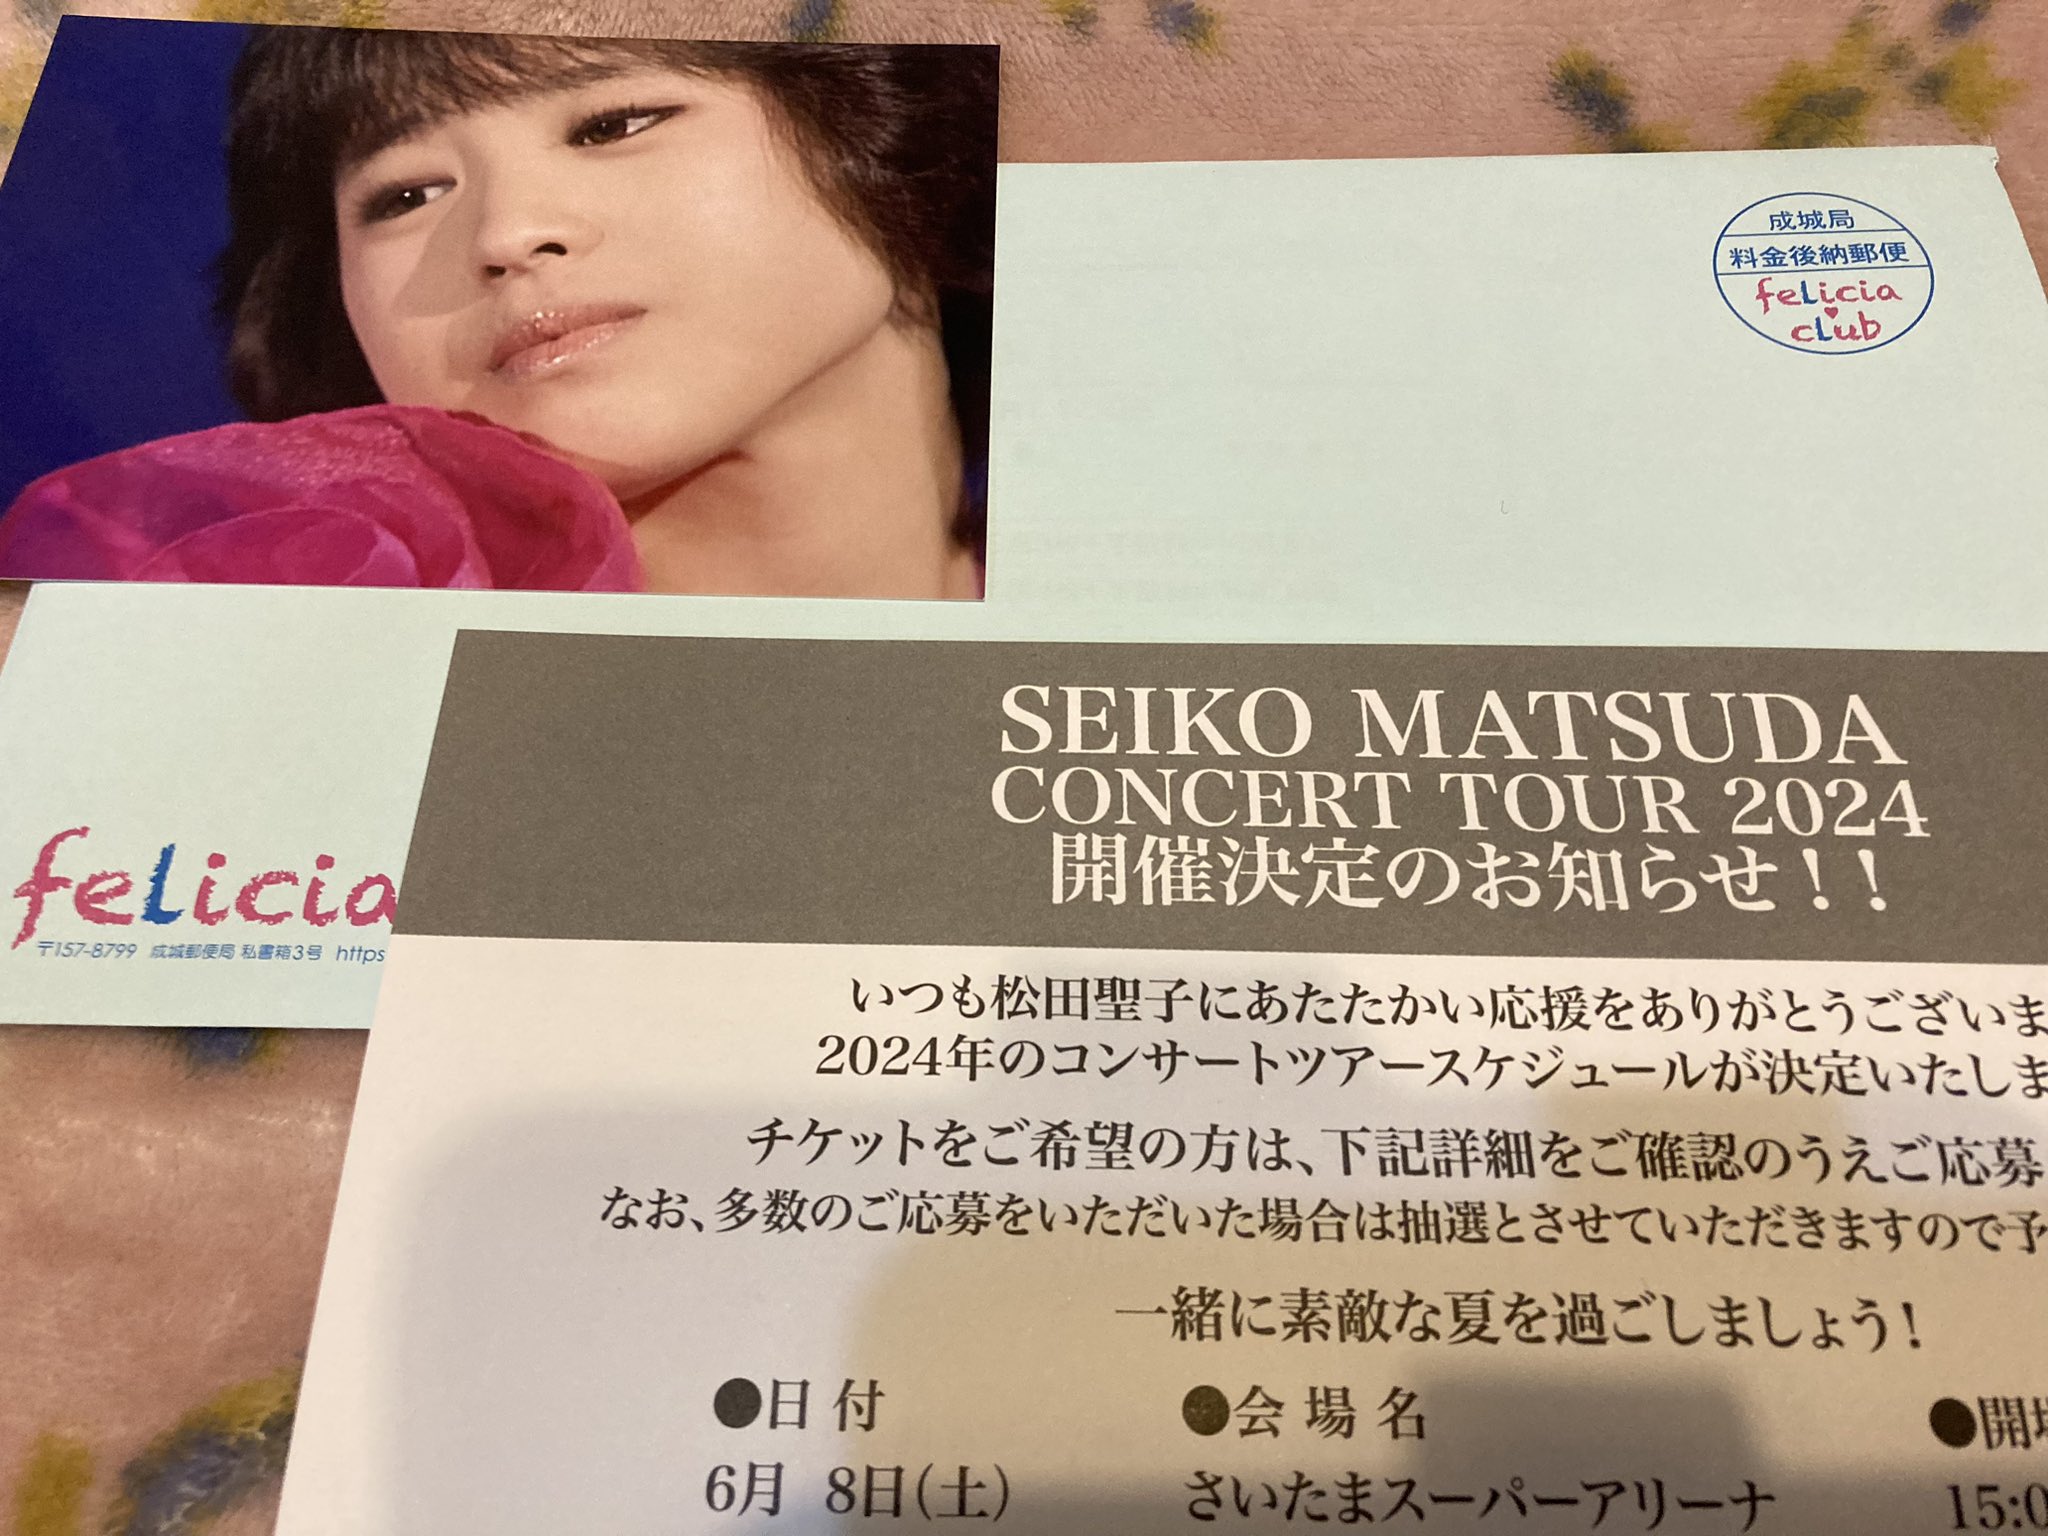 成城局
料金後納郵便
felicia
club
felicia
〒157-8799 成城郵便局 私書箱3号 https
SEIKO MATSUDA
CONCERT TOUR 2024
開催決定のお知らせ！！
いつも松田聖子にあたたかい応援をありがとうございま
2024年のコンサートツアースケジュールが決定いたしま
チケットをご希望の方は、下記詳細をご確認のうえご応募
なお、多数のご応募をいただいた場合は抽選とさせていただきますので予
一緒に素敵な夏を過ごしましょう！
●日 付 ●会 場 名 ●開場
6月 8日(土) さいたまスーパーアリーナ 15:0